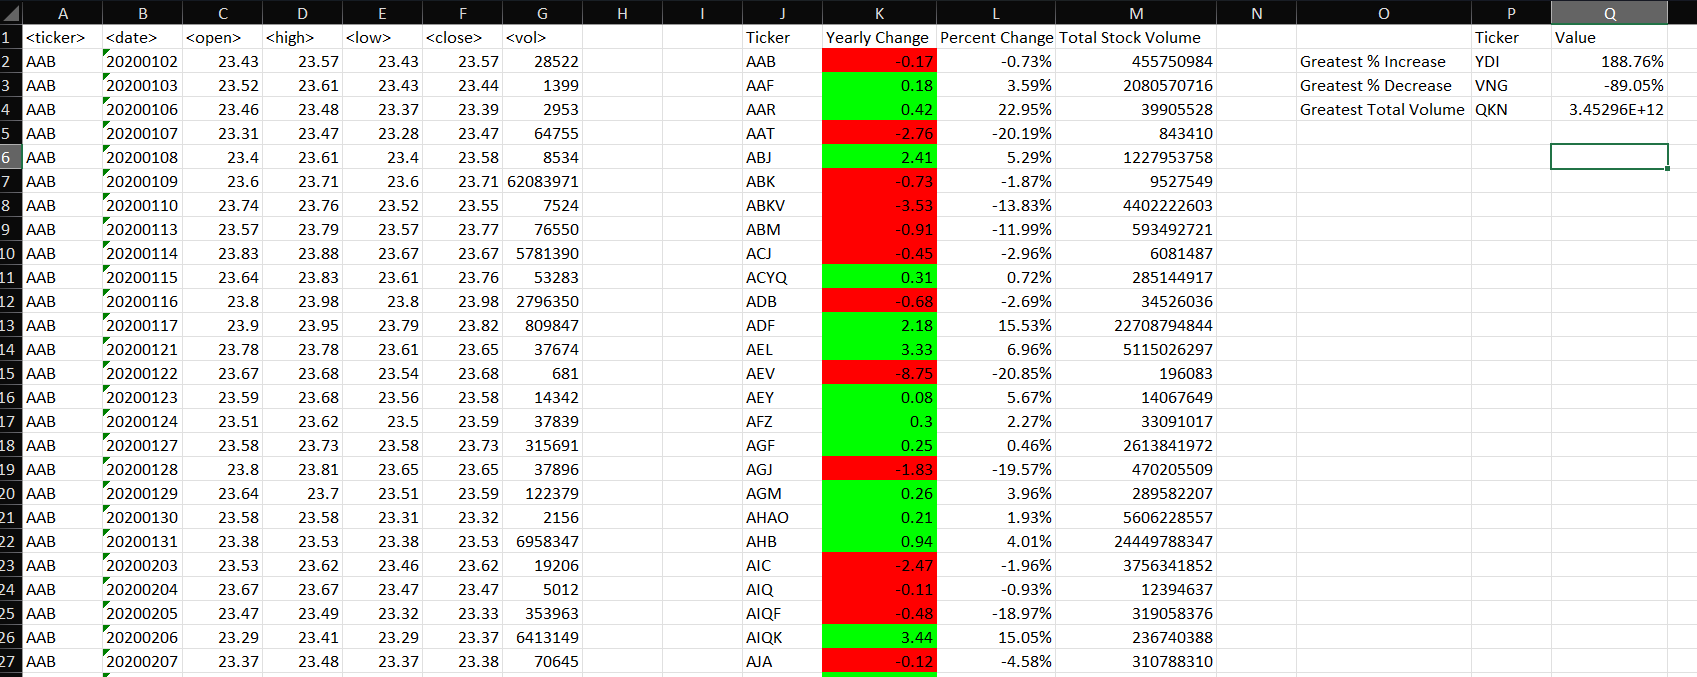 A B C D E F G H I J K L M N O P Q
1 <ticker> <date> <open> <high> <low> <close> <vol> Ticker Yearly Change Percent Change Total Stock Volume Ticker Value
2 AAB 20200102 23.43 23.57 23.43 23.57 28522 AAB -0.17 -0.73% 455750984 Greatest % Increase YDI 188.76%
3 AAB 20200103 23.52 23.61 23.43 23.44 1399 AAF 0.18 3.59% 2080570716 Greatest % Decrease VNG -89.05%
4 AAB 20200106 23.46 23.48 23.37 23.39 2953 AAR 0.42 22.95% 39905528 Greatest Total Volume QKN 3.45296E+12
5 AAB 20200107 23.31 23.47 23.28 23.47 64755 AAT -2.76 -20.19% 843410
6 AAB 20200108 23.4 23.61 23.4 23.58 8534 ABJ 2.41 5.29% 1227953758
7 AAB 20200109 23.6 23.71 23.6 23.71 62083971 ABK -0.73 -1.87% 9527549
8 AAB 20200110 23.74 23.76 23.52 23.55 7524 ABKV -3.53 -13.83% 4402222603
9 AAB 20200113 23.57 23.79 23.57 23.77 76550 ABM -0.91 -11.99% 593492721
10 AAB 20200114 23.83 23.88 23.67 23.67 5781390 ACJ -0.45 -2.96% 6081487
11 AAB 20200115 23.64 23.83 23.61 23.76 53283 ACYQ 0.31 0.72% 285144917
12 AAB 20200116 23.8 23.98 23.8 23.98 2796350 ADB -0.68 -2.69% 34526036
13 AAB 20200117 23.9 23.95 23.79 23.82 809847 ADF 2.18 15.53% 22708794844
14 AAB 20200121 23.78 23.78 23.61 23.65 37674 AEL 3.33 6.96% 5115026297
15 AAB 20200122 23.67 23.68 23.54 23.68 681 AEV -8.75 -20.85% 196083
16 AAB 20200123 23.59 23.68 23.56 23.58 14342 AEY 0.08 5.67% 14067649
17 AAB 20200124 23.51 23.62 23.5 23.59 37839 AFZ 0.3 2.27% 33091017
18 AAB 20200127 23.58 23.73 23.58 23.73 315691 AGF 0.25 0.46% 2613841972
19 AAB 20200128 23.8 23.81 23.65 23.65 37896 AGJ -1.83 -19.57% 470205509
20 AAB 20200129 23.64 23.7 23.51 23.59 122379 AGM 0.26 3.96% 289582207
21 AAB 20200130 23.58 23.58 23.31 23.32 2156 AHAO 0.21 1.93% 5606228557
22 AAB 20200131 23.38 23.53 23.38 23.53 6958347 AHB 0.94 4.01% 24449788347
23 AAB 20200203 23.53 23.62 23.46 23.62 19206 AIC -2.47 -1.96% 3756341852
24 AAB 20200204 23.67 23.67 23.47 23.47 5012 AIQ -0.11 -0.93% 12394637
25 AAB 20200205 23.47 23.49 23.32 23.33 353963 AIQF -0.48 -18.97% 319058376
26 AAB 20200206 23.29 23.41 23.29 23.37 6413149 AIQK 3.44 15.05% 236740388
27 AAB 20200207 23.37 23.48 23.37 23.38 70645 AJA -0.12 -4.58% 310788310